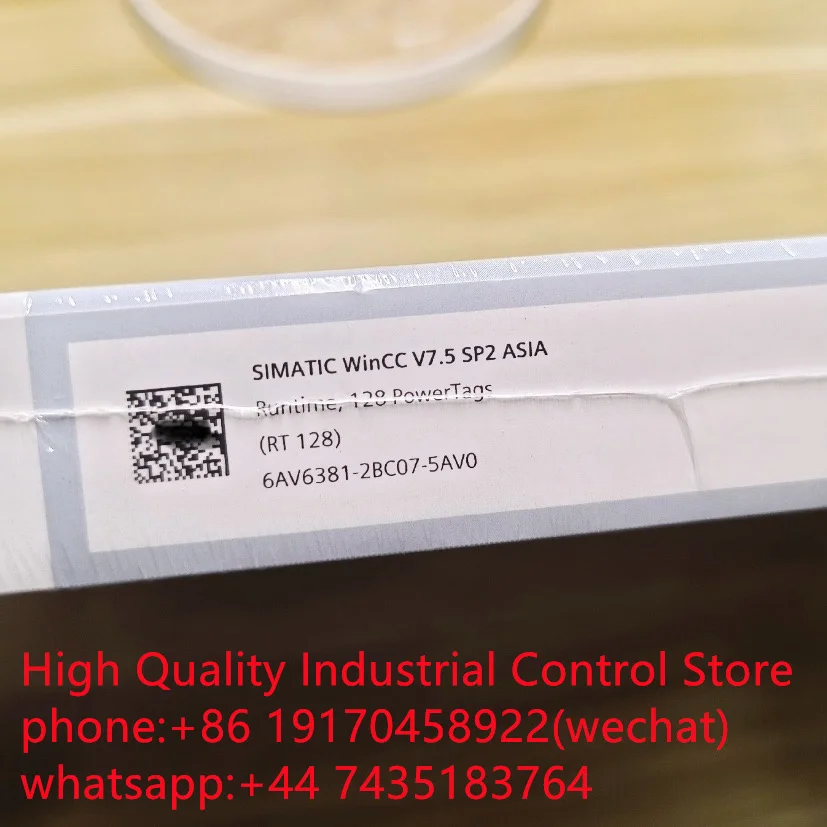 SIMATIC WinCC V7.5 SP2 ASIA
Runtime, 128 PowerTags
(RT 128)
6AV6381-2BC07-5AV0
High Quality Industrial Control Store
phone:+86 19170458922(wechat)
whatsapp:+44 7435183764